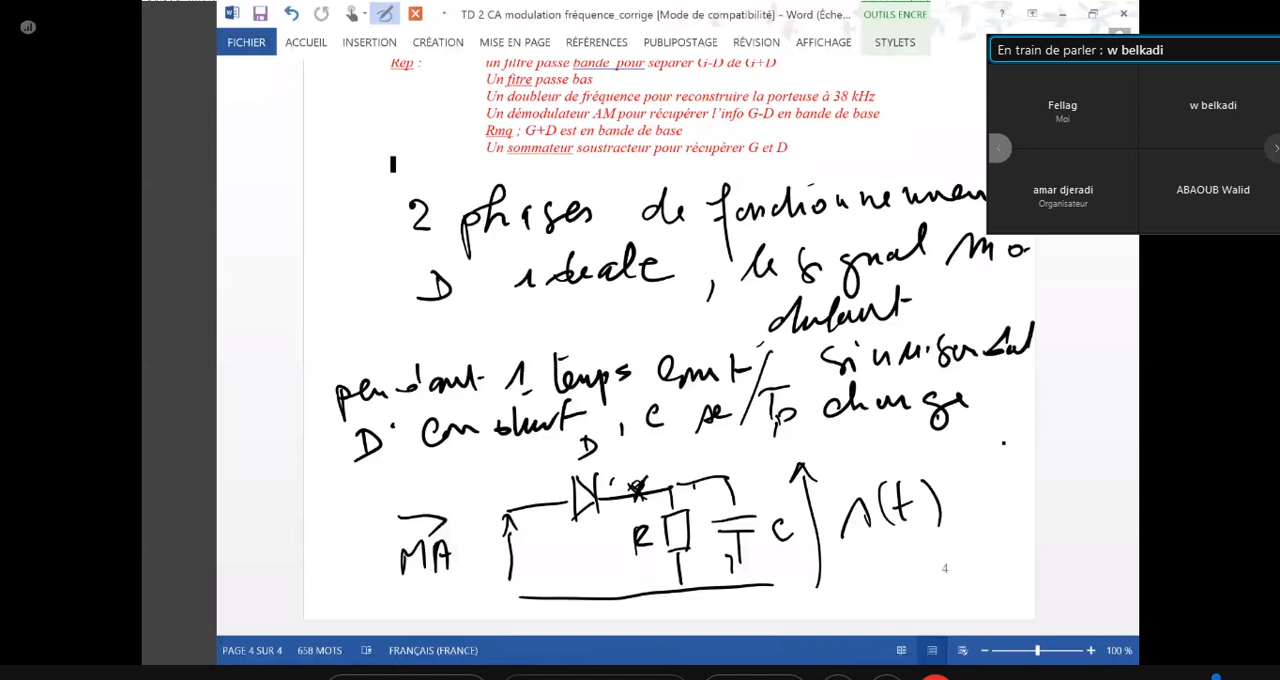 TD 2 CA modulation fréquence_corrige [Mode de compatibilité] - Word (Éche...
OUTILS ENCRE
FICHIER ACCUEIL INSERTION CRÉATION MISE EN PAGE RÉFÉRENCES PUBLIPOSTAGE RÉVISION AFFICHAGE STYLETS
En train de parler : w belkadi
Fellag
Moi
w belkadi
amar djeradi
Organisateur
ABAOUB Walid
Rep : un filtre passe bande pour séparer G-D de G+D
Un fitre passe bas
Un doubleur de fréquence pour reconstruire la porteuse à 38 kHz
Un démodulateur AM pour récupérer l'info G-D en bande de base
Rmq : G+D est en bande de base
Un sommateur soustracteur pour récupérer G et D
2 phases de fonctionnemen
D idéale, le signal mo
dulant
pendant 1 temps / sinusoidal
D conduit, C se / Tp charge
D
MA R C s(t)
4
PAGE 4 SUR 4 658 MOTS FRANÇAIS (FRANCE) 100 %